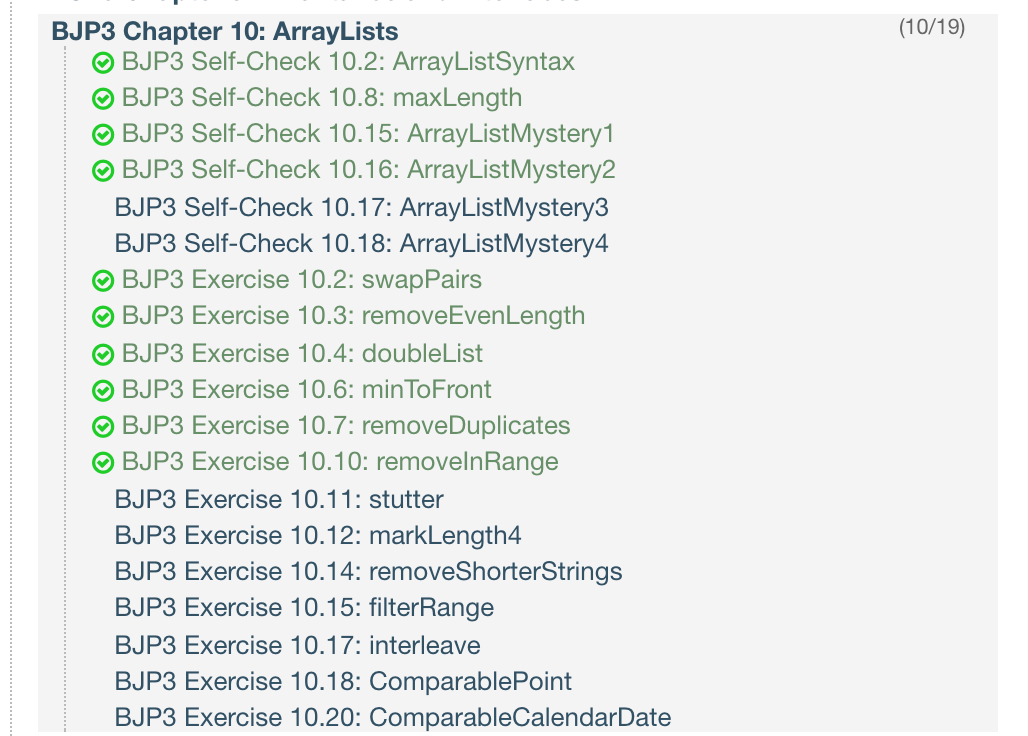 BJP3 Chapter 10: ArrayLists (10/19)
BJP3 Self-Check 10.2: ArrayListSyntax
BJP3 Self-Check 10.8: maxLength
BJP3 Self-Check 10.15: ArrayListMystery1
BJP3 Self-Check 10.16: ArrayListMystery2
BJP3 Self-Check 10.17: ArrayListMystery3
BJP3 Self-Check 10.18: ArrayListMystery4
BJP3 Exercise 10.2: swapPairs
BJP3 Exercise 10.3: removeEvenLength
BJP3 Exercise 10.4: doubleList
BJP3 Exercise 10.6: minToFront
BJP3 Exercise 10.7: removeDuplicates
BJP3 Exercise 10.10: removeInRange
BJP3 Exercise 10.11: stutter
BJP3 Exercise 10.12: markLength4
BJP3 Exercise 10.14: removeShorterStrings
BJP3 Exercise 10.15: filterRange
BJP3 Exercise 10.17: interleave
BJP3 Exercise 10.18: ComparablePoint
BJP3 Exercise 10.20: ComparableCalendarDate